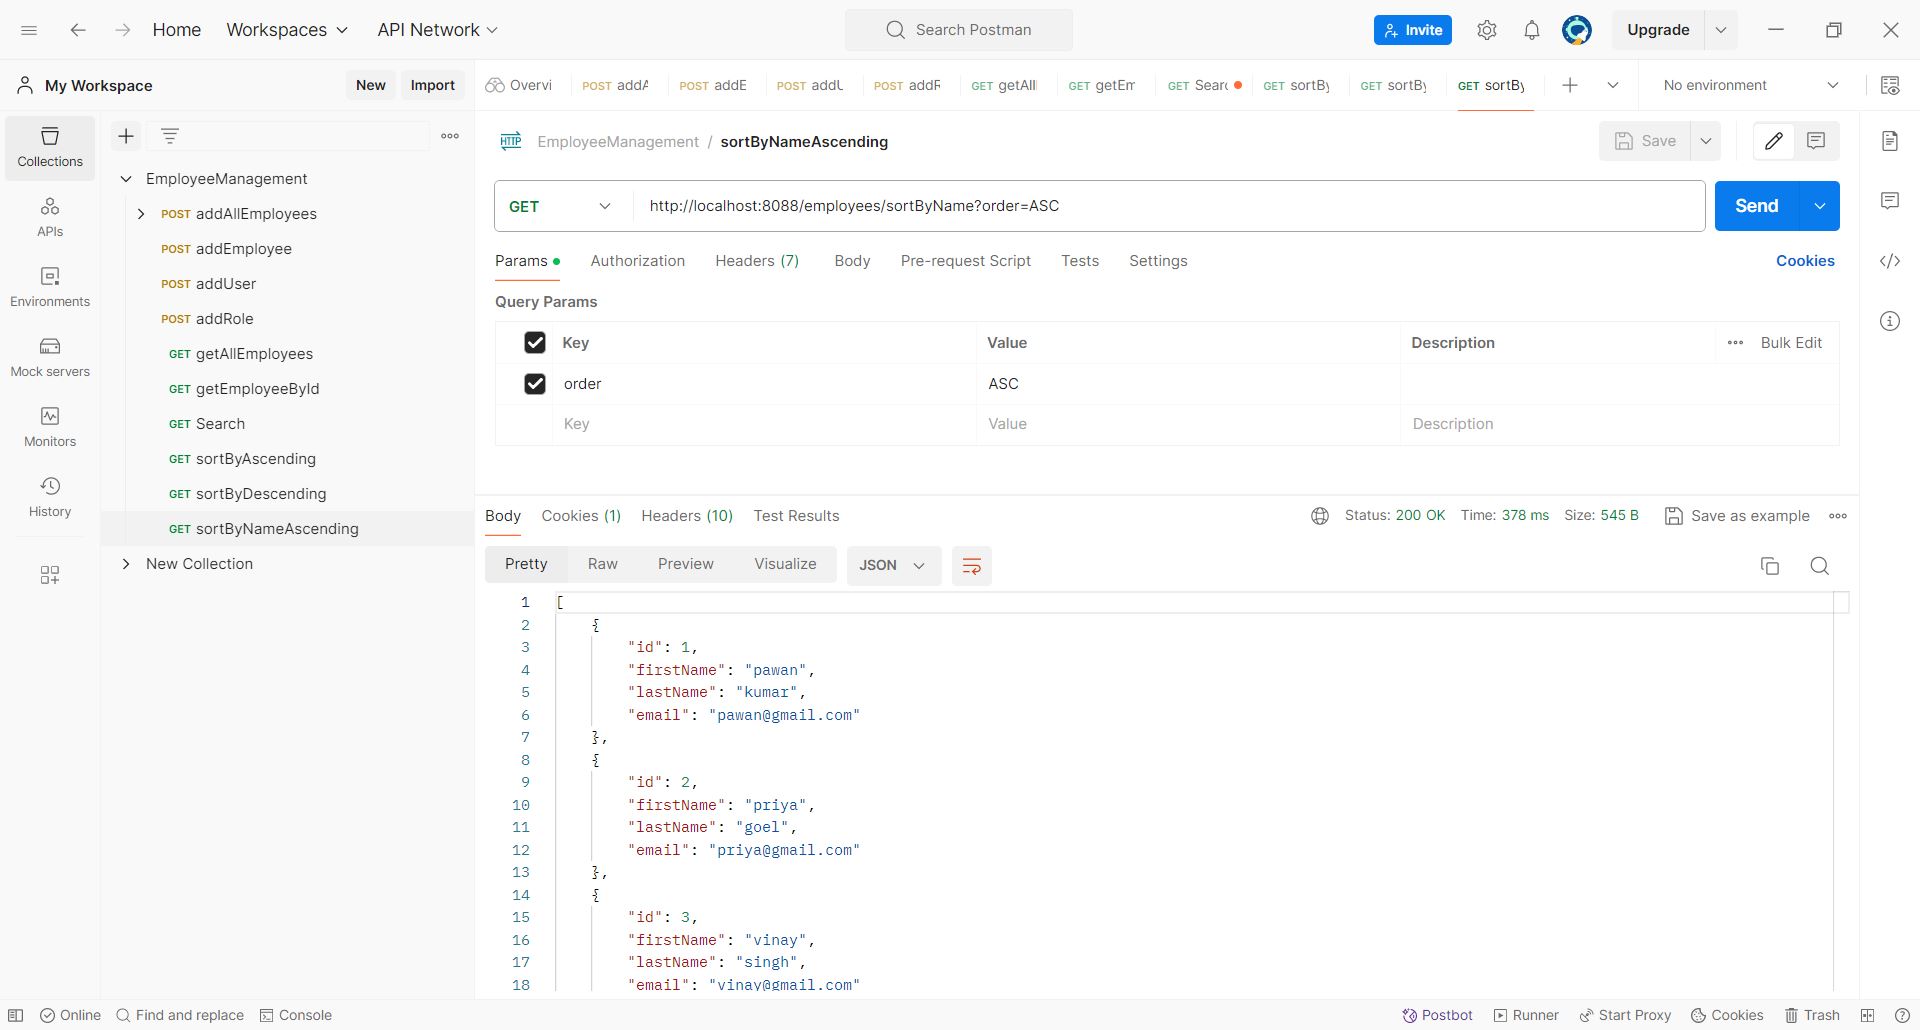 Home Workspaces API Network Search Postman Invite Upgrade
My Workspace New Import Overvi POST addA POST addE POST addU POST addR GET getAll GET getEm GET Searc GET sortBy GET sortBy GET sortBy No environment
Collections
APIs
Environments
Mock servers
Monitors
History
EmployeeManagement
POST addAllEmployees
POST addEmployee
POST addUser
POST addRole
GET getAllEmployees
GET getEmployeeById
GET Search
GET sortByAscending
GET sortByDescending
GET sortByNameAscending
New Collection
HTTP EmployeeManagement / sortByNameAscending Save
GET http://localhost:8088/employees/sortByName?order=ASC Send
Params Authorization Headers (7) Body Pre-request Script Tests Settings Cookies
Query Params
Key Value Description Bulk Edit
order ASC
Key Value Description
Body Cookies (1) Headers (10) Test Results Status: 200 OK Time: 378 ms Size: 545 B Save as example
Pretty Raw Preview Visualize JSON
1 [
2 {
3 "id": 1,
4 "firstName": "pawan",
5 "lastName": "kumar",
6 "email": "pawan@gmail.com"
7 },
8 {
9 "id": 2,
10 "firstName": "priya",
11 "lastName": "goel",
12 "email": "priya@gmail.com"
13 },
14 {
15 "id": 3,
16 "firstName": "vinay",
17 "lastName": "singh",
18 "email": "vinay@gmail.com"
Online Find and replace Console Postbot Runner Start Proxy Cookies Trash